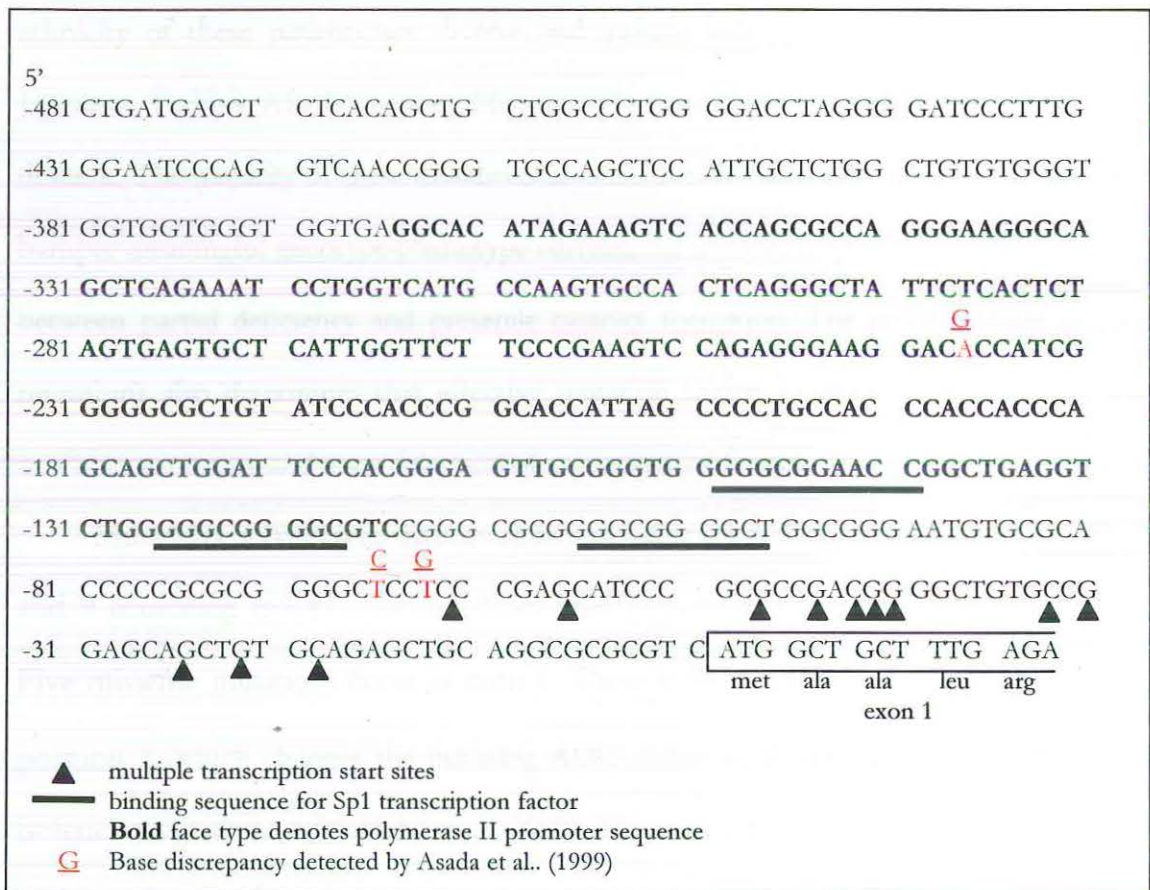 5'
-481 CTGATGACCT CTCACAGCTG CTGGCCCTGG GGACCTAGGG GATCCCTTTG
-431 GGAATCCCAG GTCAACCGGG TGCCAGCTCC ATTGCTCTGG CTGTGTGGGT
-381 GGTGGTGGGT GGTGAGGCAC ATAGAAAGTC ACCAGCGCCA GGGAAGGGCA
-331 GCTCAGAAAT CCTGGTCATG CCAAGTGCCA CTCAGGGCTA TTCTCACTCT
G
-281 AGTGAGTGCT CATTGGTTCT TCCCGAAGTC CAGAGGGAAG GACACCATCG
-231 GGGGCGCTGT ATCCCACCCG GCACCATTAG CCCCTGCCAC CCACCACCCA
-181 GCAGCTGGAT TCCCACGGGA GTTGCGGGTG GGGGCGGAAC CGGCTGAGGT
-131 CTGGGGGCGG GGCGTCCGGG CGCGGGGCGG GGCT GGCGGG AATGTGCGCA
C G
-81 CCCCCGCGCG GGGCTCCTCC CGAGCATCCC GCGCCGACGG GGCTGTGCCG
-31 GAGCAGCTGT GCAGAGCTGC AGGCGCGCGT C ATG GCT GCT TTG AGA
met ala ala leu arg
exon 1
multiple transcription start sites
binding sequence for Sp1 transcription factor
Bold face type denotes polymerase II promoter sequence
G Base discrepancy detected by Asada et al.. (1999)